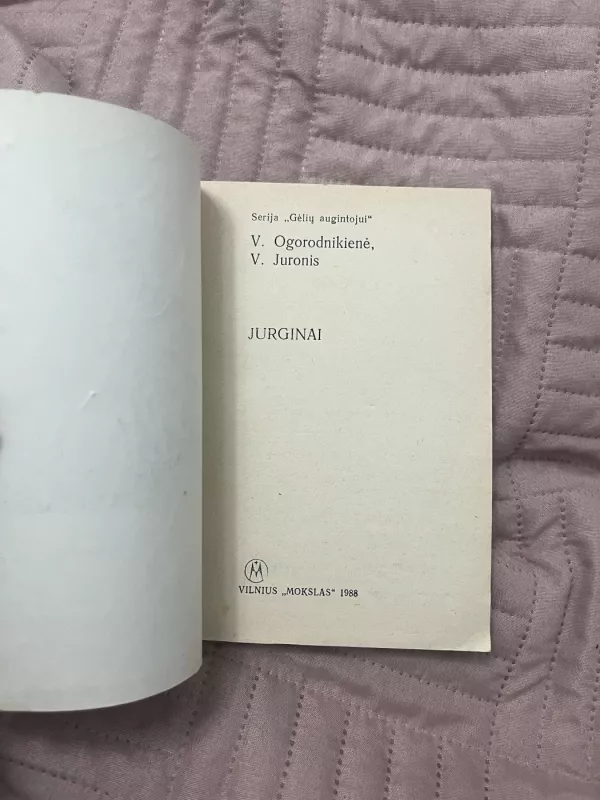 Serija „Gėlių augintojui“
V. Ogorodnikienė,
V. Juronis
JURGINAI
VILNIUS „MOKSLAS“ 1988